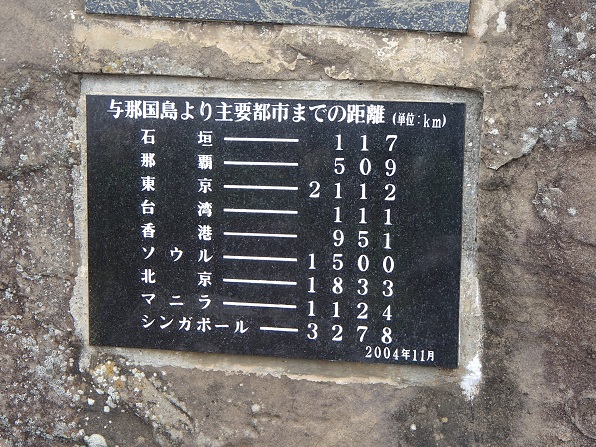 与那国島より主要都市までの距離 (単位:km)
石垣――― 117
那覇――― 509
東京――― 2112
台湾――― 111
香港――― 951
ソウル――― 1500
北京――― 1833
マニラ――― 1124
シンガポール―― 3278
2004年11月